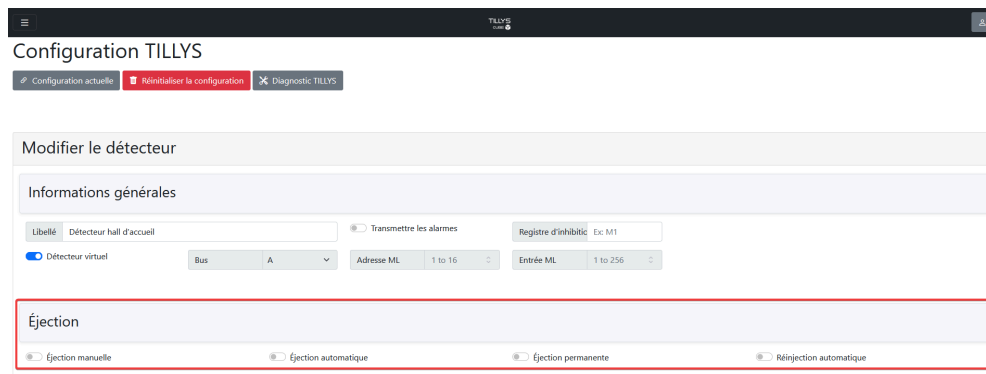 TILLYS
CUBE
Configuration TILLYS
Configuration actuelle Réinitialiser la configuration Diagnostic TILLYS
Modifier le détecteur
Informations générales
Libellé Détecteur hall d'accueil Transmettre les alarmes Registre d'inhibitic Ex: M1
Détecteur virtuel Bus A Adresse ML 1 to 16 Entrée ML 1 to 256
Éjection
Éjection manuelle Éjection automatique Éjection permanente Réinjection automatique